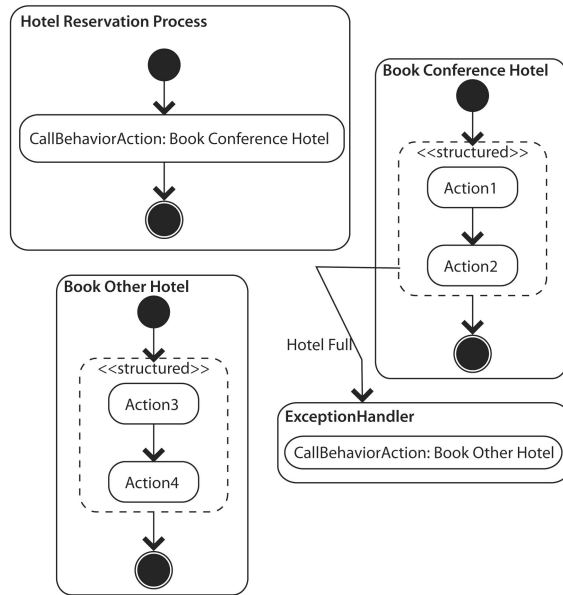 Hotel Reservation Process
CallBehaviorAction: Book Conference Hotel
Book Conference Hotel
<<structured>>
Action1
Action2
Hotel Full
ExceptionHandler
CallBehaviorAction: Book Other Hotel
Book Other Hotel
<<structured>>
Action3
Action4